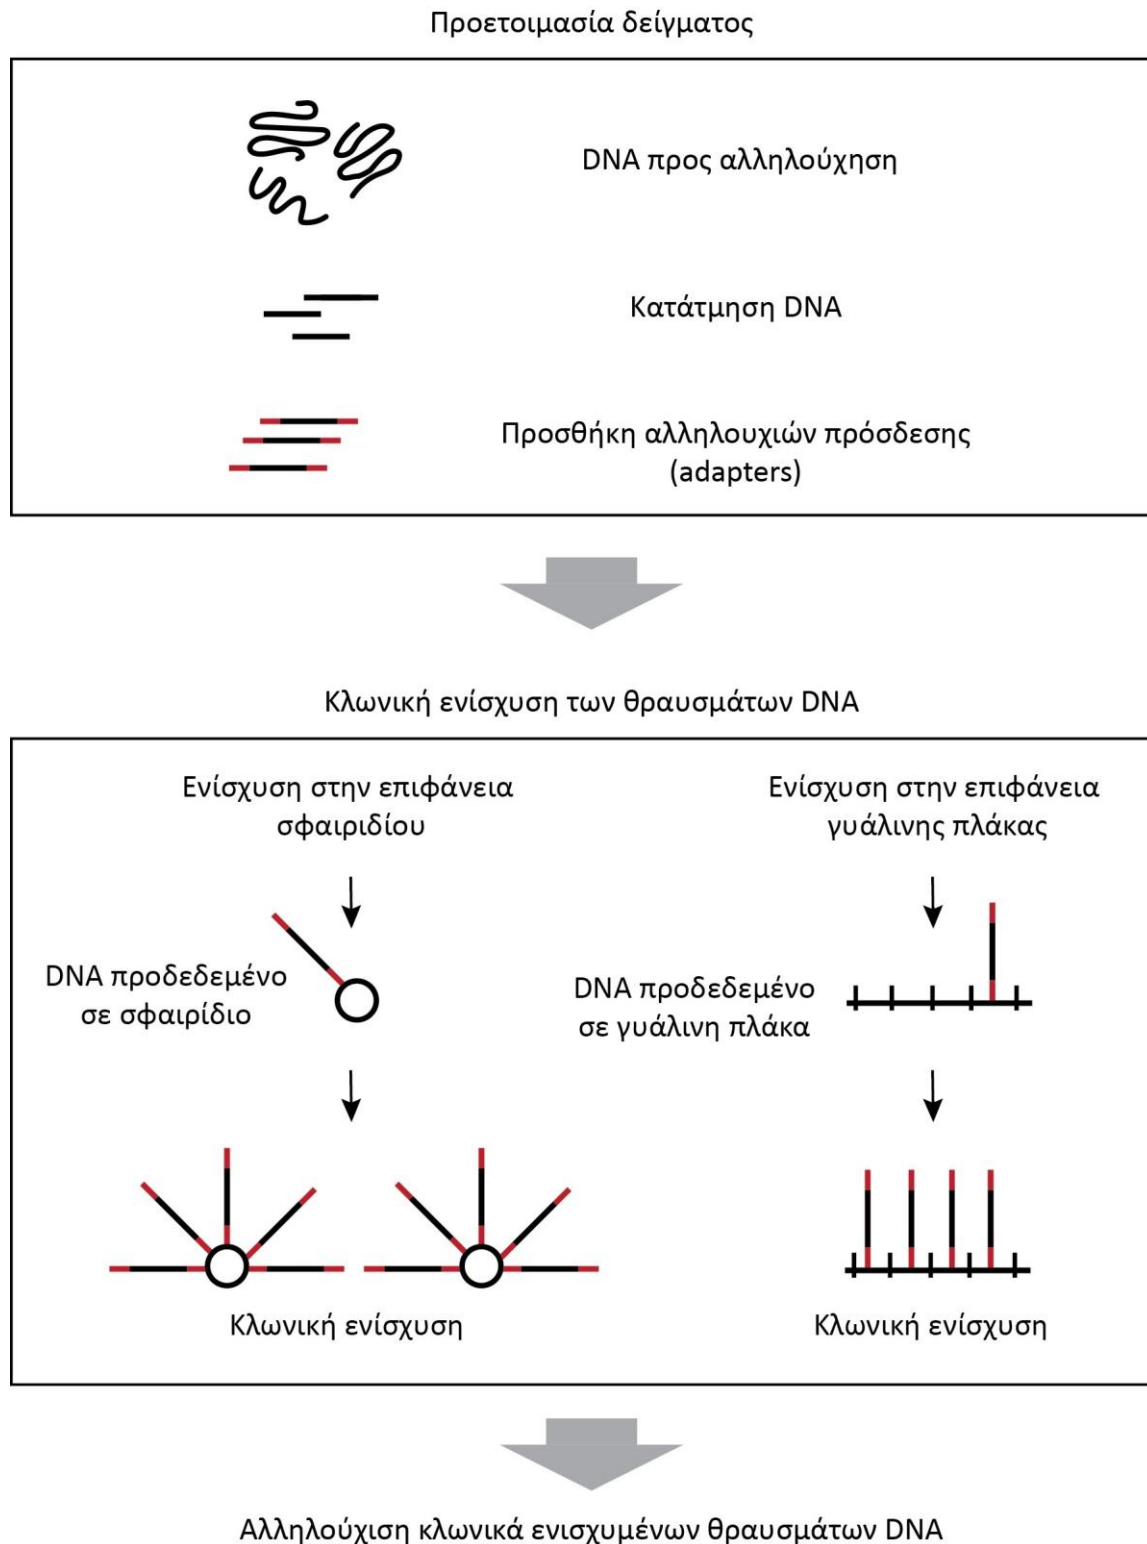 Προετοιμασία δείγματος
DNA προς αλληλούχηση
Κατάτμηση DNA
Προσθήκη αλληλουχιών πρόσδεσης
(adapters)
Κλωνική ενίσχυση των θραυσμάτων DNA
Ενίσχυση στην επιφάνεια
σφαιριδίου
DNA προδεδεμένο
σε σφαιρίδιο
Κλωνική ενίσχυση
Ενίσχυση στην επιφάνεια
γυάλινης πλάκας
DNA προδεδεμένο
σε γυάλινη πλάκα
Κλωνική ενίσχυση
Αλληλούχιση κλωνικά ενισχυμένων θραυσμάτων DNA